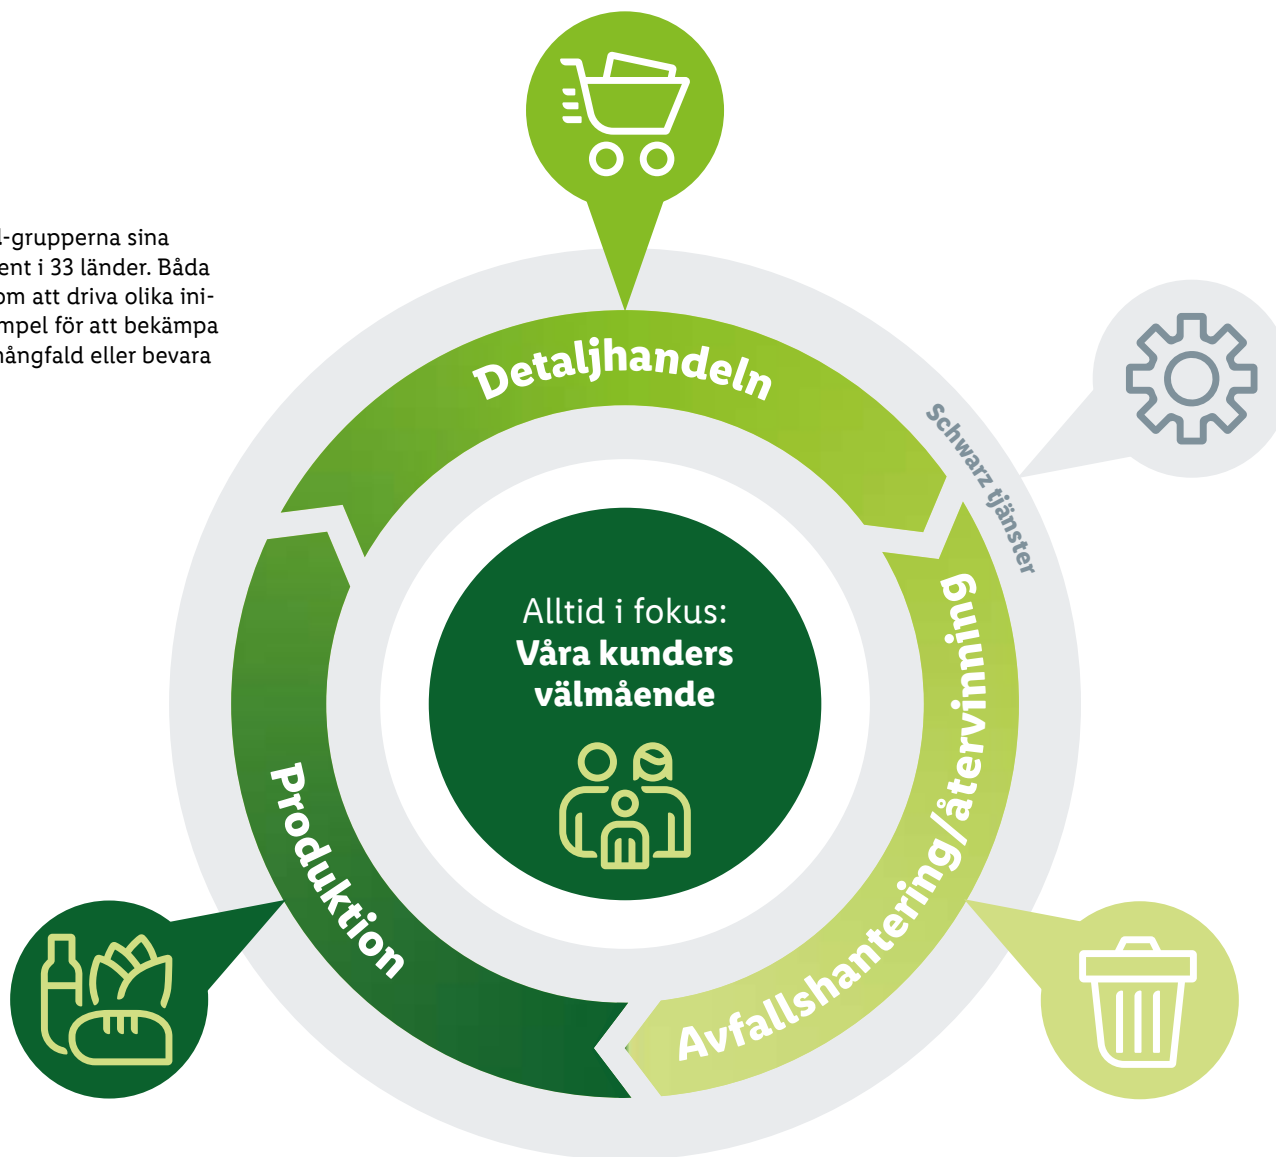 -grupperna sina
ent i 33 länder. Båda
om att driva olika ini-
mpel för att bekämpa
ångfald eller bevara
Detaljhandeln
Schwarz tjänster
Alltid i fokus:
Våra kunders
välmående
Avfallshantering/återvinning
Produktion